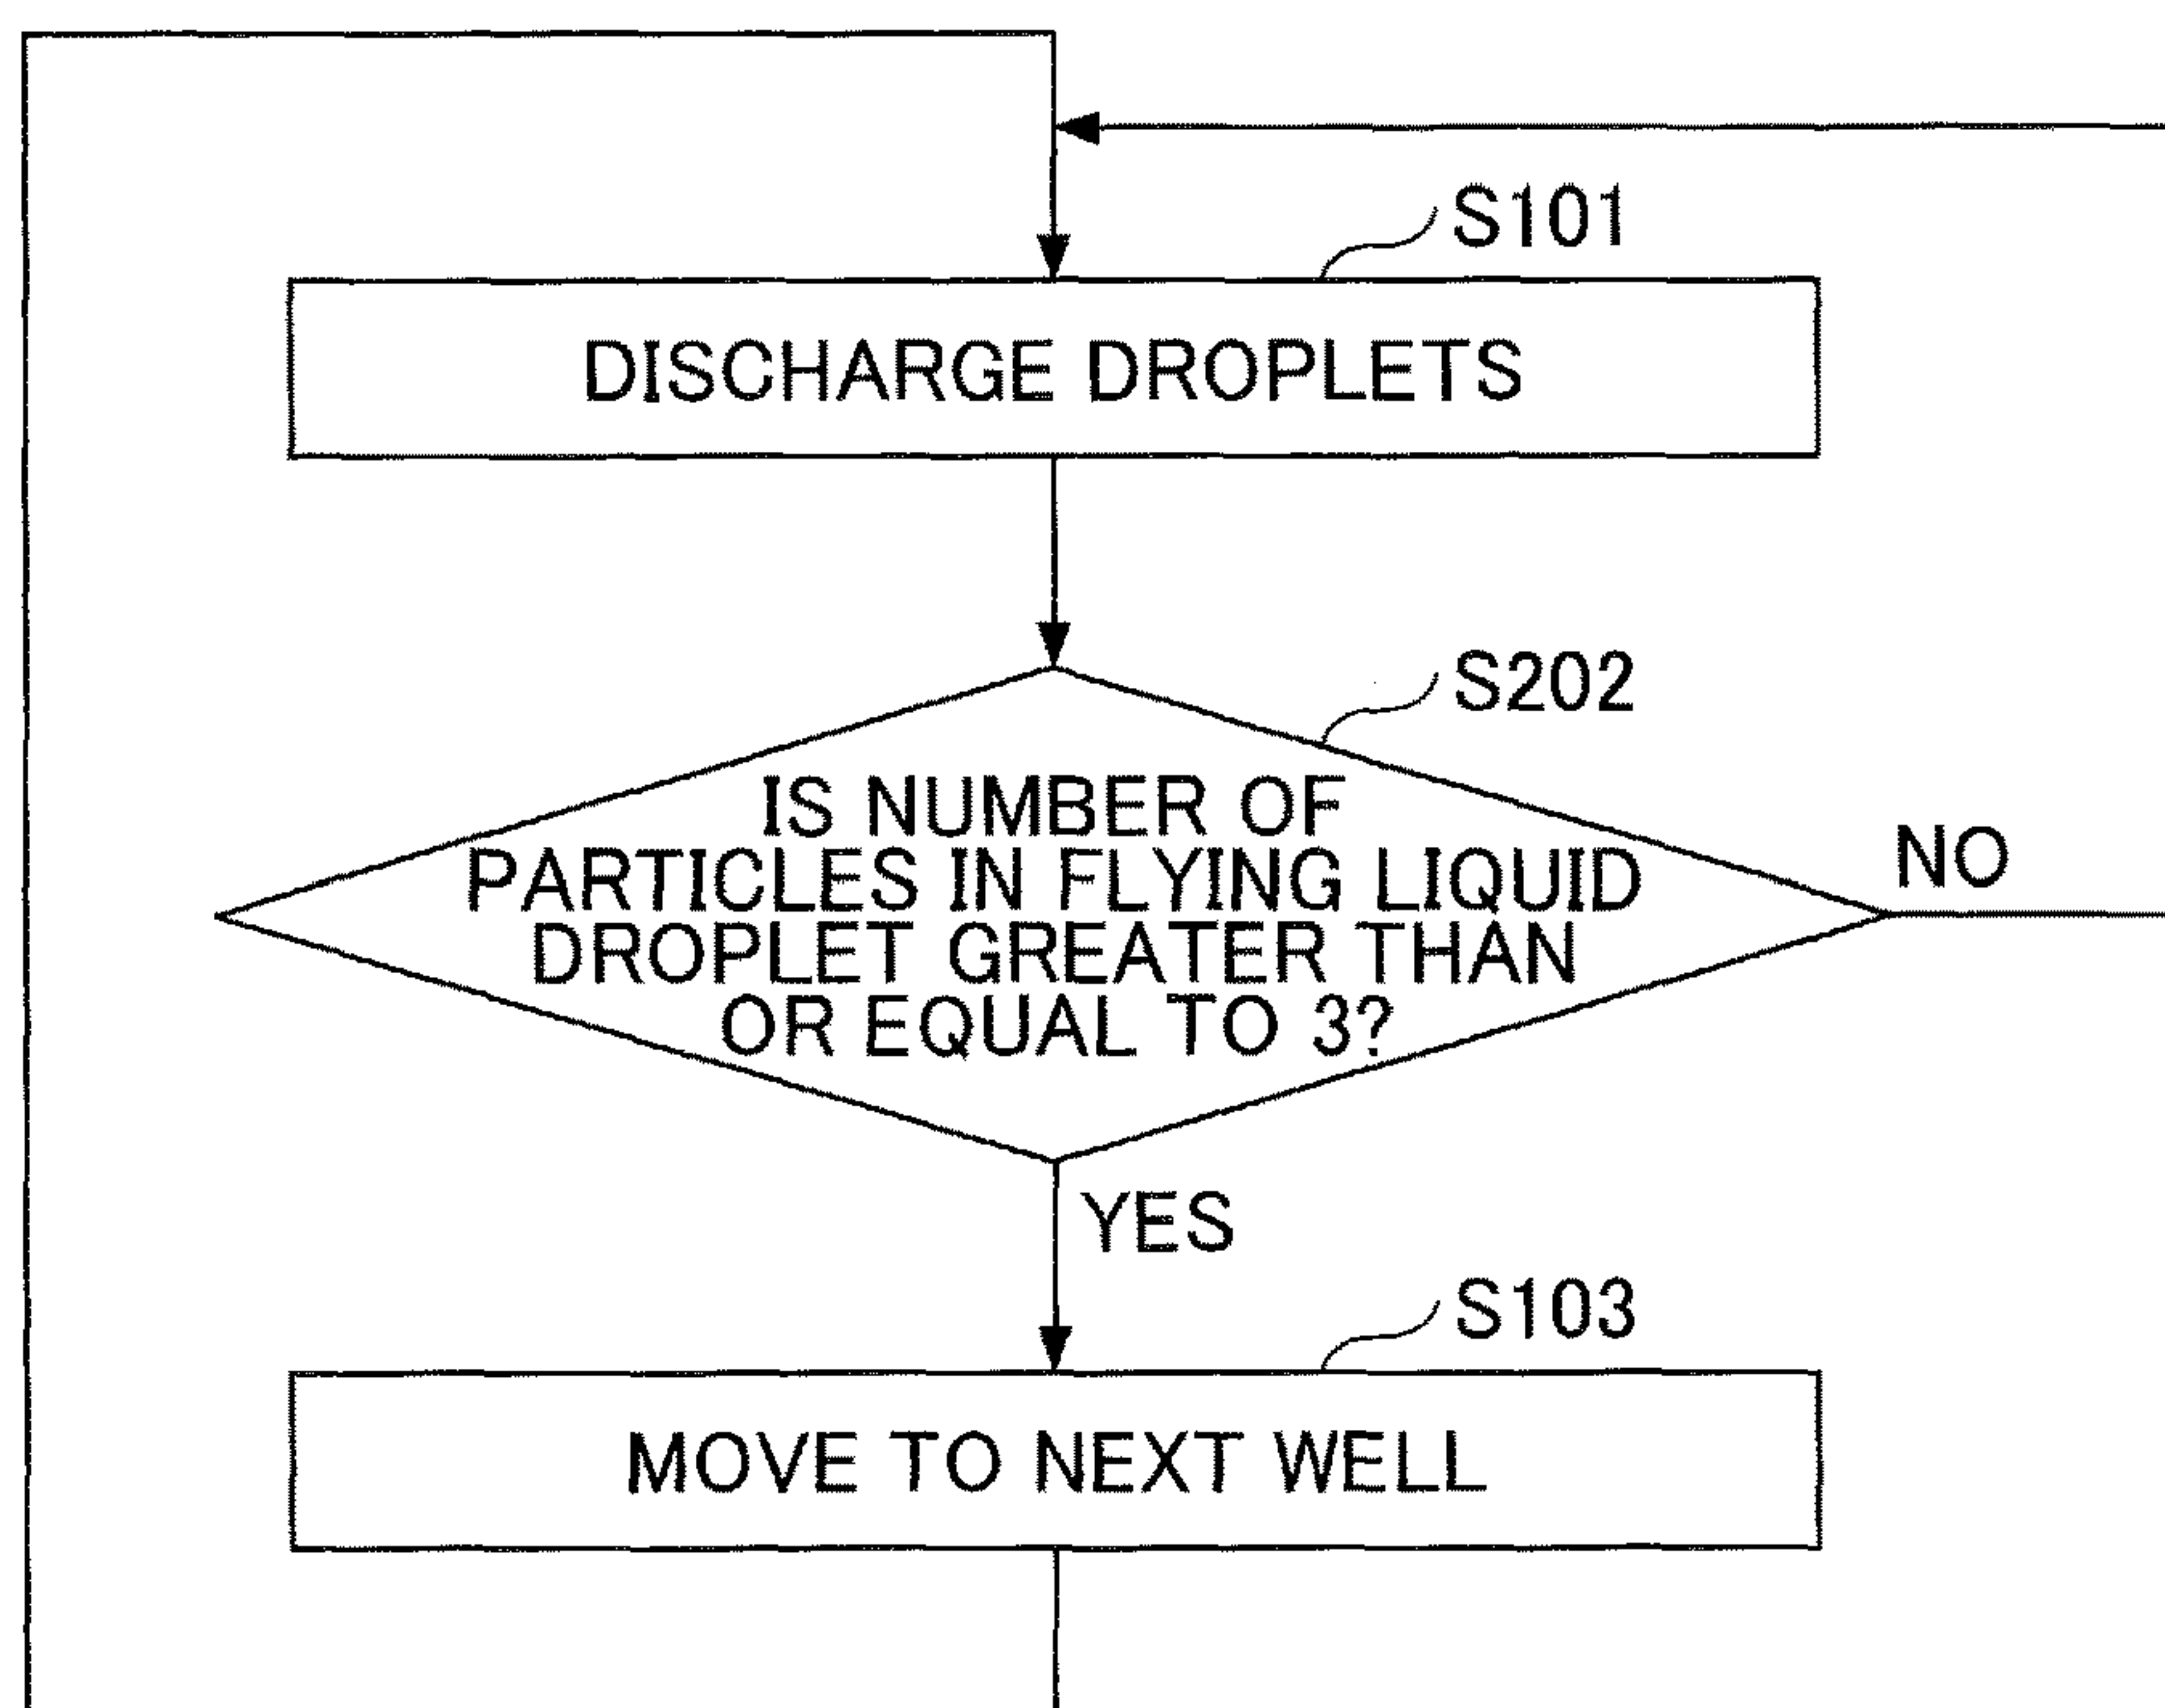 S101
DISCHARGE DROPLETS
S202
IS NUMBER OF
PARTICLES IN FLYING LIQUID
DROPLET GREATER THAN
OR EQUAL TO 3?
NO
YES
S103
MOVE TO NEXT WELL